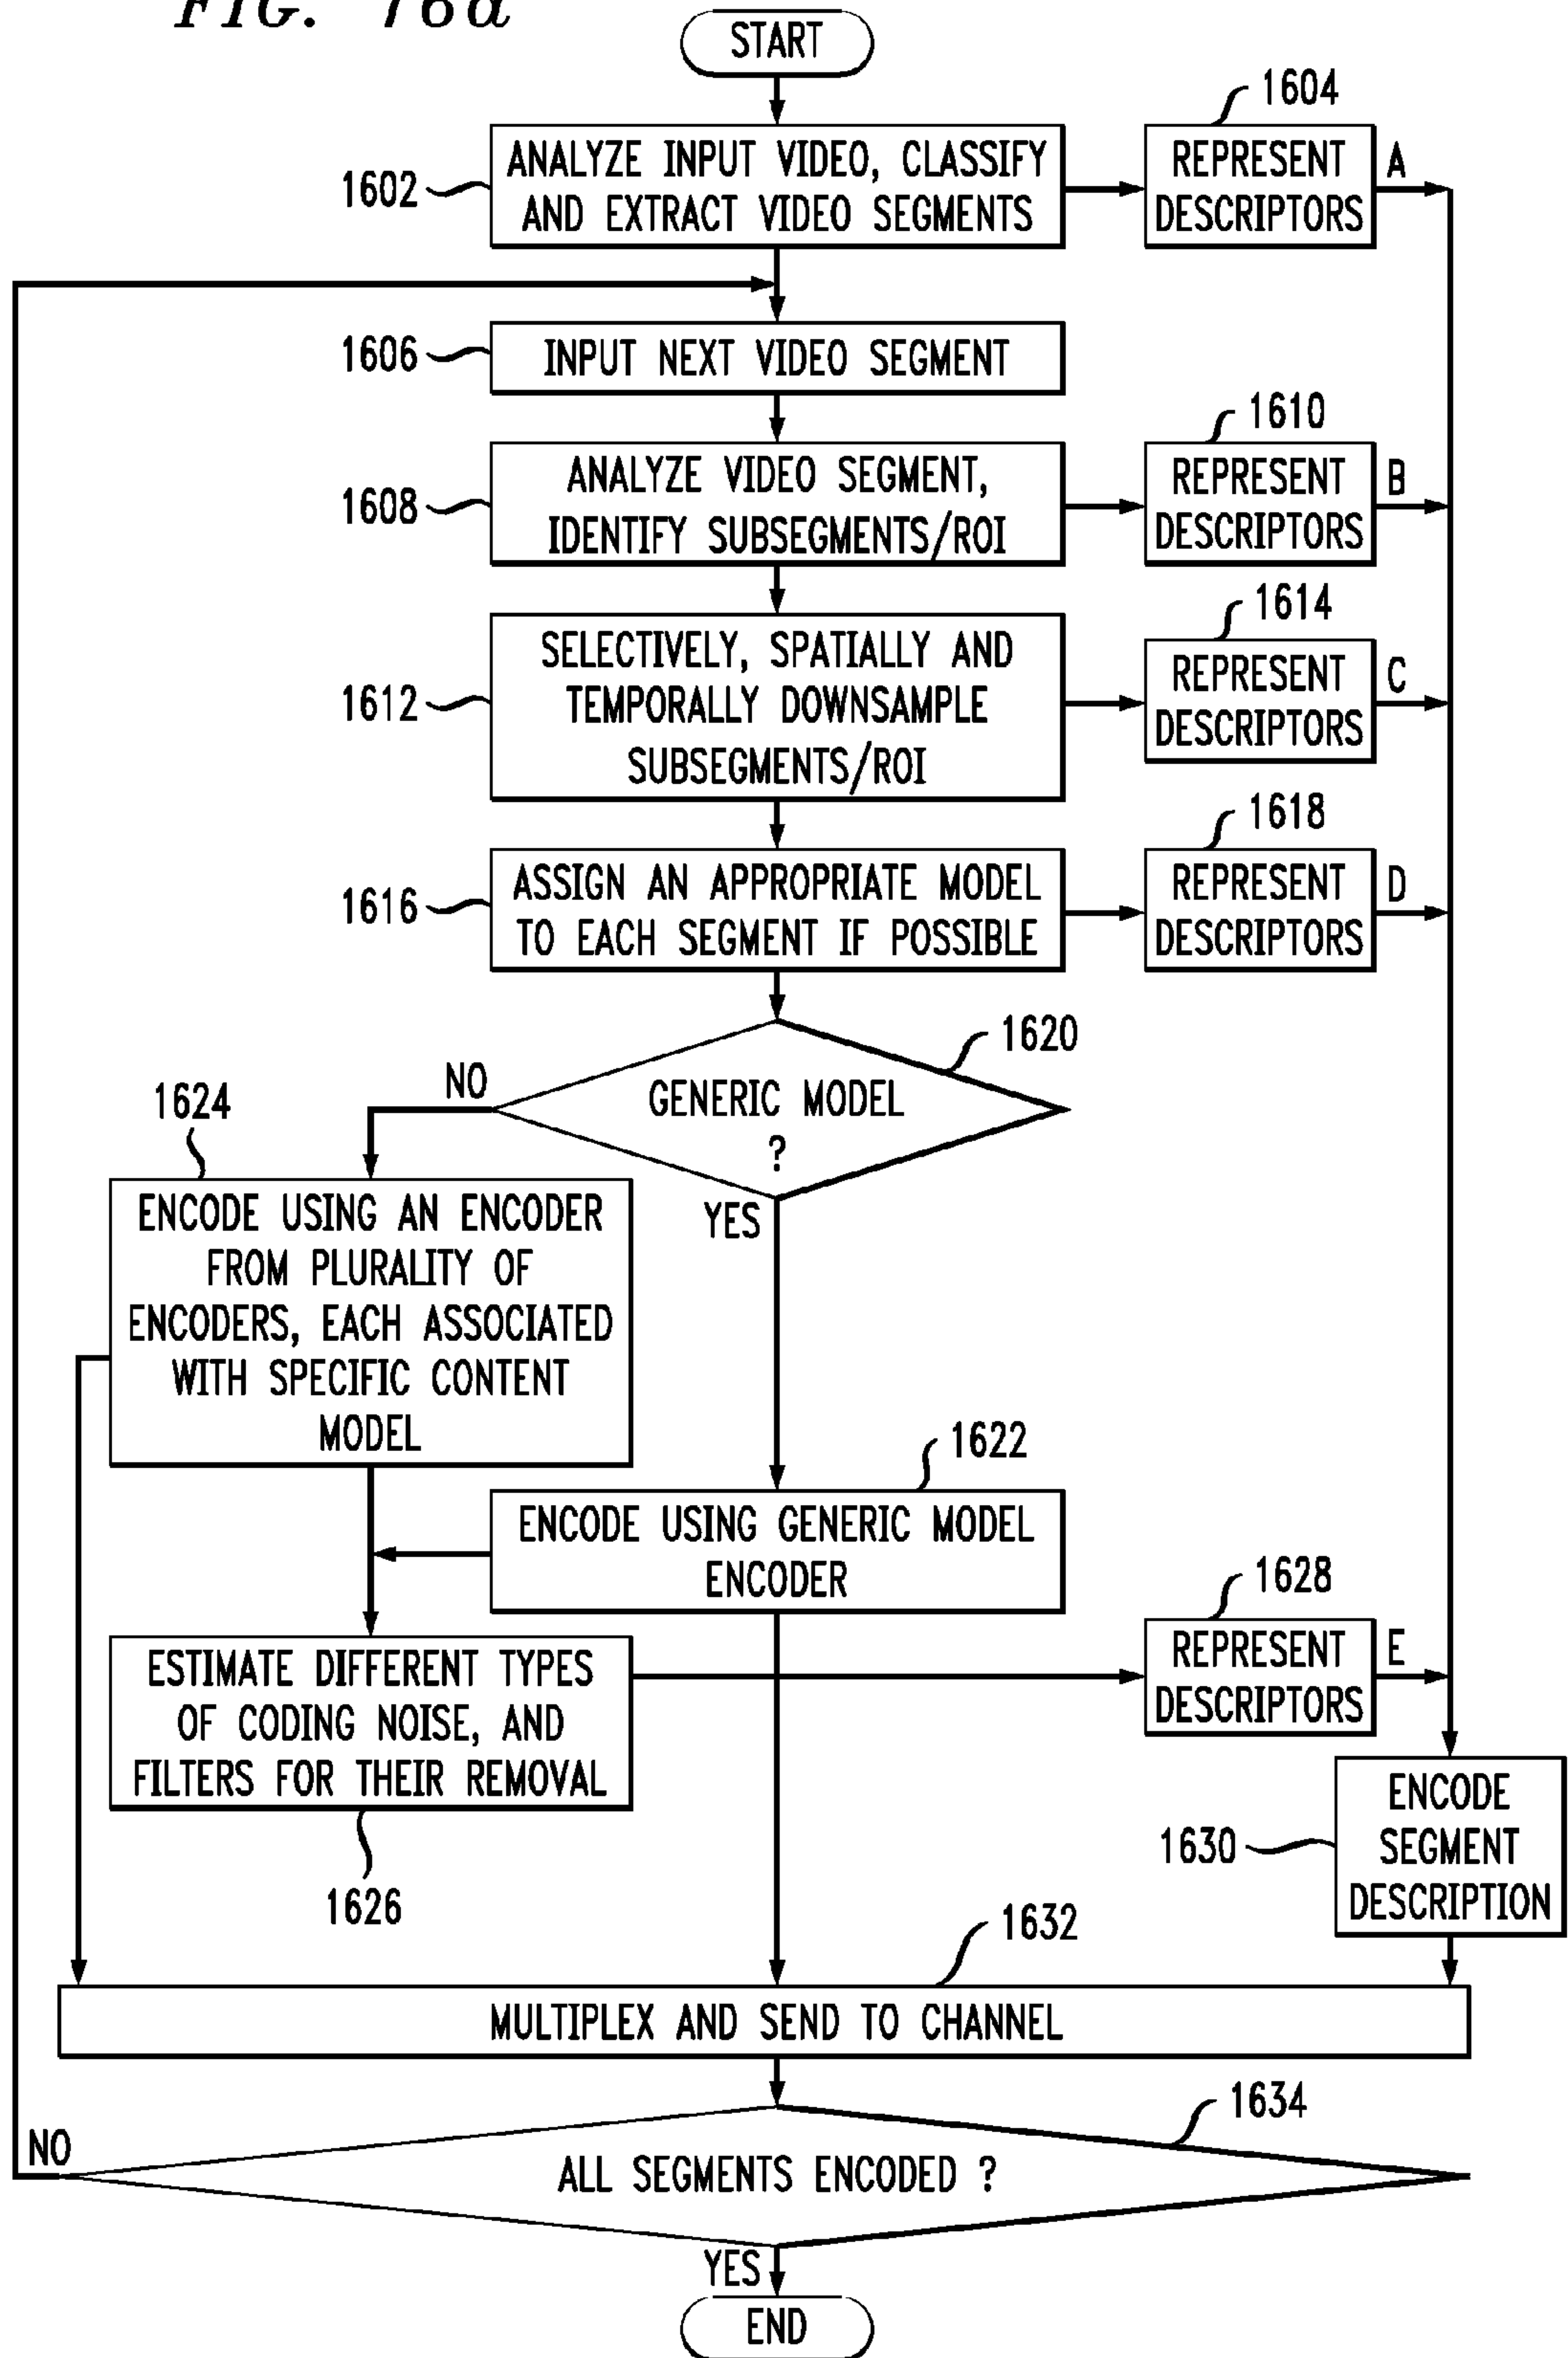 FIG. 16a
START
1604
1602
ANALYZE INPUT VIDEO, CLASSIFY
AND EXTRACT VIDEO SEGMENTS
REPRESENT
DESCRIPTORS
A
1606
INPUT NEXT VIDEO SEGMENT
1610
1608
ANALYZE VIDEO SEGMENT,
IDENTIFY SUBSEGMENTS/ROI
REPRESENT
DESCRIPTORS
B
1614
1612
SELECTIVELY, SPATIALLY AND
TEMPORALLY DOWNSAMPLE
SUBSEGMENTS/ROI
REPRESENT
DESCRIPTORS
C
1618
1616
ASSIGN AN APPROPRIATE MODEL
TO EACH SEGMENT IF POSSIBLE
REPRESENT
DESCRIPTORS
D
1620
NO
GENERIC MODEL
?
YES
1624
ENCODE USING AN ENCODER
FROM PLURALITY OF
ENCODERS, EACH ASSOCIATED
WITH SPECIFIC CONTENT
MODEL
1622
ENCODE USING GENERIC MODEL
ENCODER
1628
ESTIMATE DIFFERENT TYPES
OF CODING NOISE, AND
FILTERS FOR THEIR REMOVAL
REPRESENT
DESCRIPTORS
E
1626
1630
ENCODE
SEGMENT
DESCRIPTION
1632
MULTIPLEX AND SEND TO CHANNEL
1634
NO
ALL SEGMENTS ENCODED ?
YES
END